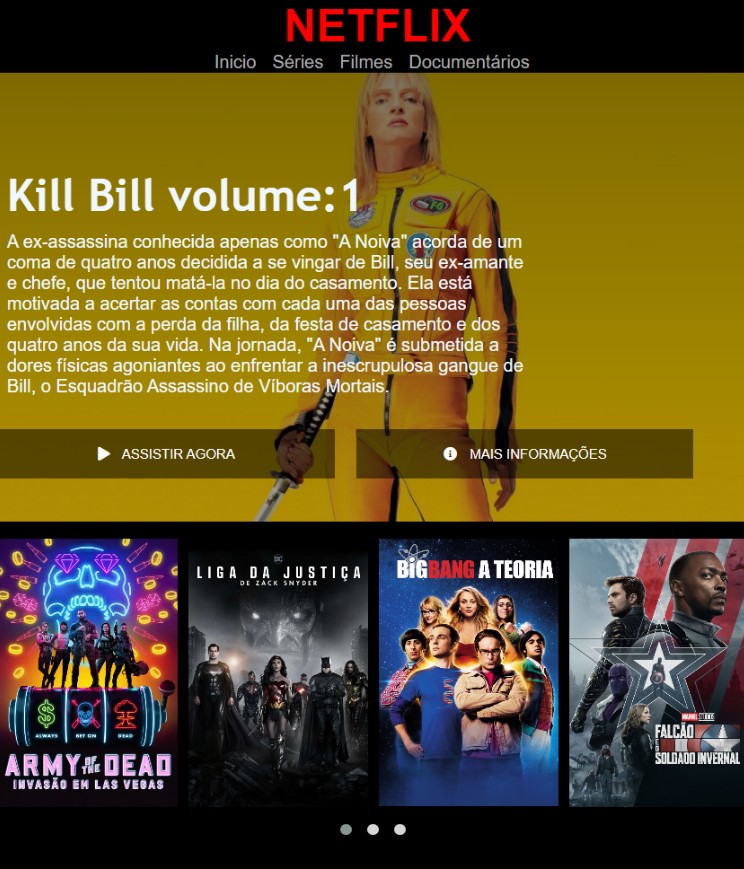 NETFLIX
Inicio Séries Filmes Documentários
Kill Bill volume:1
A ex-assassina conhecida apenas como "A Noiva" acorda de um
coma de quatro anos decidida a se vingar de Bill, seu ex-amante
e chefe, que tentou matá-la no dia do casamento. Ela está
motivada a acertar as contas com cada uma das pessoas
envolvidas com a perda da filha, da festa de casamento e dos
quatro anos da sua vida. Na jornada, "A Noiva" é submetida a
dores físicas agoniantes ao enfrentar a inescrupulosa gangue de
Bill, o Esquadrão Assassino de Víboras Mortais.
ASSISTIR AGORA
MAIS INFORMAÇÕES
ALWAYS BET ON DEAD
ARMY OF THE DEAD
INVASÃO EM LAS VEGAS
DC
LIGA DA JUSTIÇA
DE ZACK SNYDER
BIGBANG A TEORIA
MARVEL STUDIOS
FALCÃO
E O
SOLDADO INVERNAL